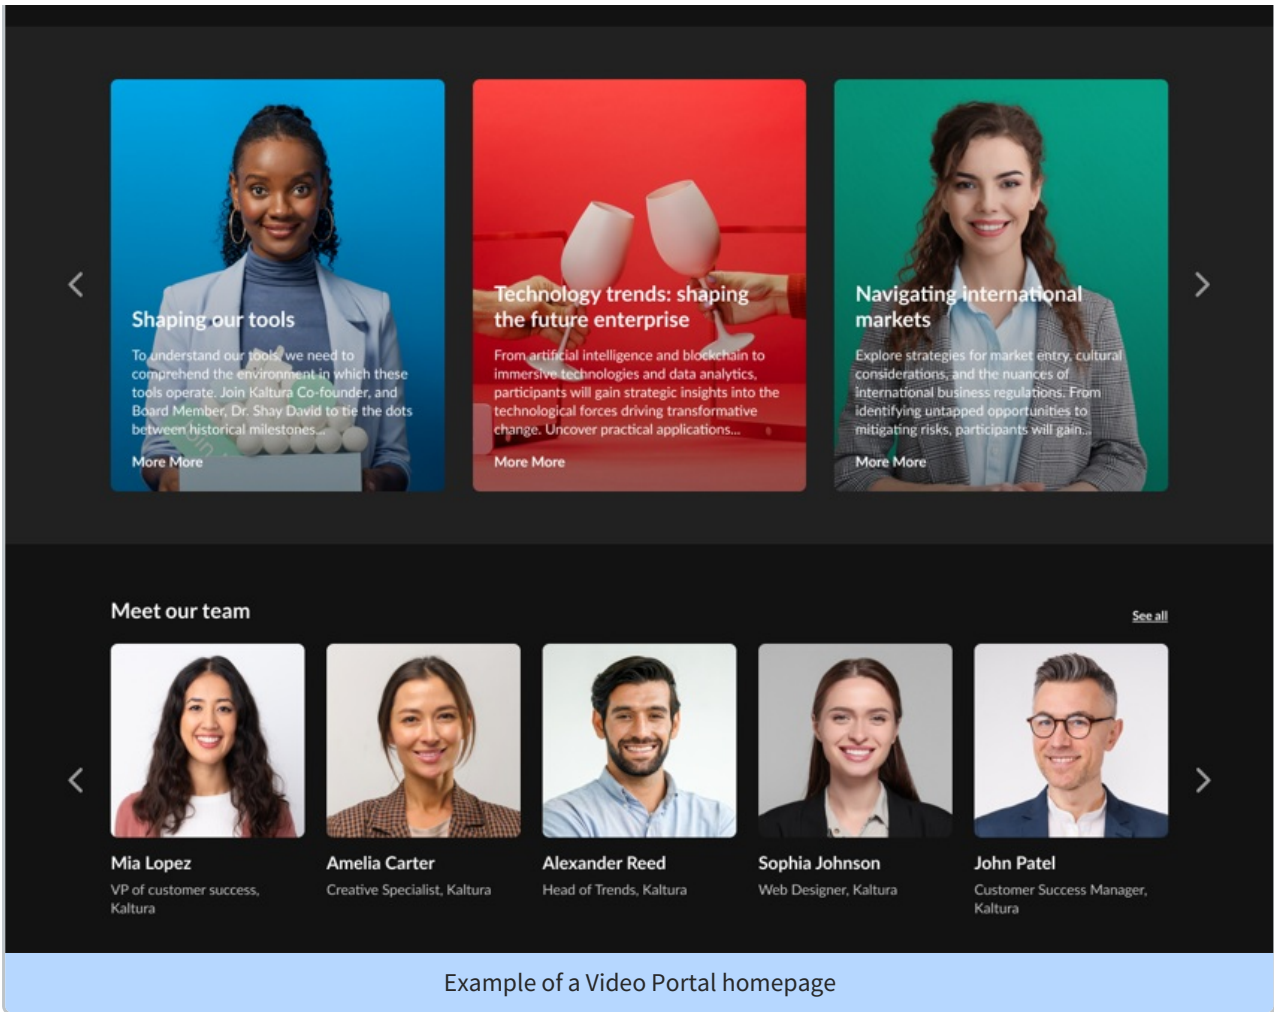 Shaping our tools
To understand our tools, we need to
comprehend the environment in which these
tools operate. Join Kaltura Co-founder, and
Board Member, Dr. Shay David to tie the dots
between historical milestones...
More More
Technology trends: shaping
the future enterprise
From artificial intelligence and blockchain to
immersive technologies and data analytics,
participants will gain strategic insights into the
technological forces driving transformative
change. Uncover practical applications...
More More
Navigating international
markets
Explore strategies for market entry, cultural
considerations, and the nuances of
international business regulations. From
identifying untapped opportunities to
mitigating risks, participants will gain...
More More
Meet our team
See all
Mia Lopez
VP of customer success,
Kaltura
Amelia Carter
Creative Specialist, Kaltura
Alexander Reed
Head of Trends, Kaltura
Sophia Johnson
Web Designer, Kaltura
John Patel
Customer Success Manager,
Kaltura
Example of a Video Portal homepage